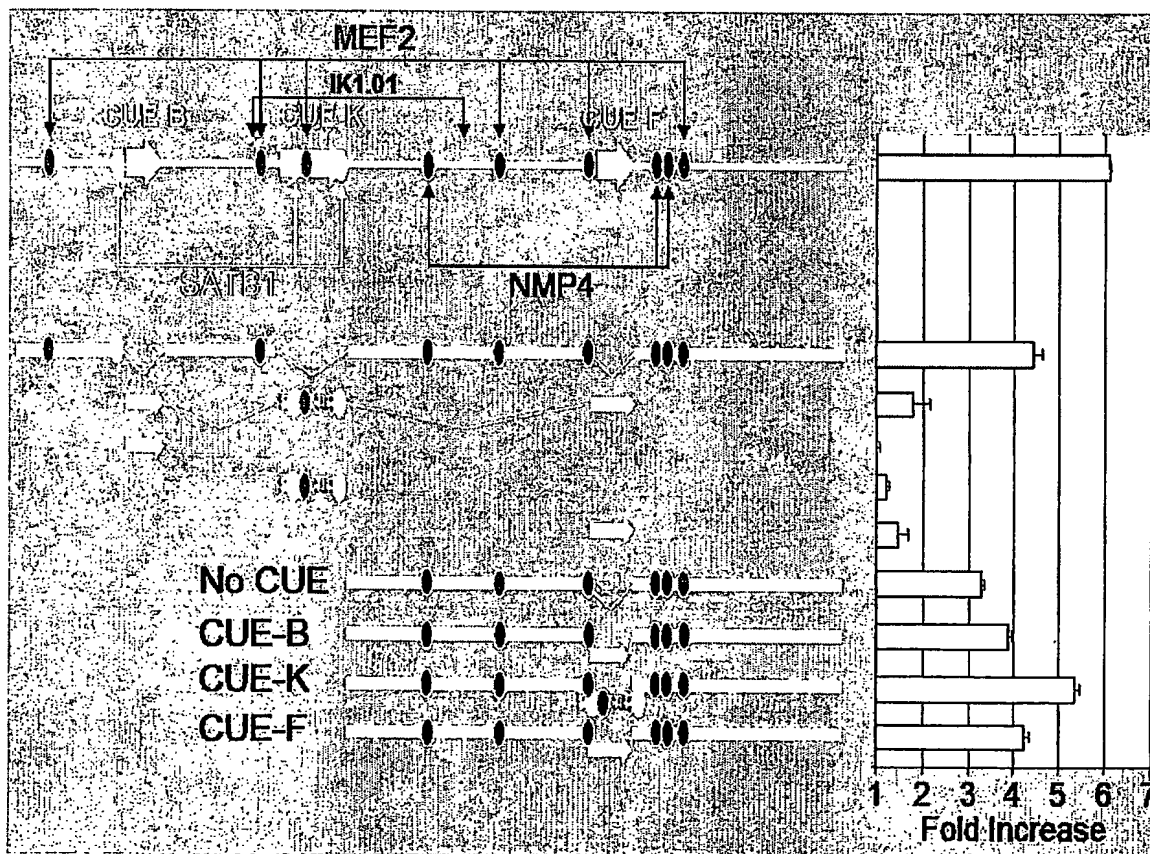 MEF2
IK1.01
CUE B CUE K CUE F
SATB1 NMP4
No CUE
CUE-B
CUE-K
CUE-F
1 2 3 4 5 6 7
Fold Increase